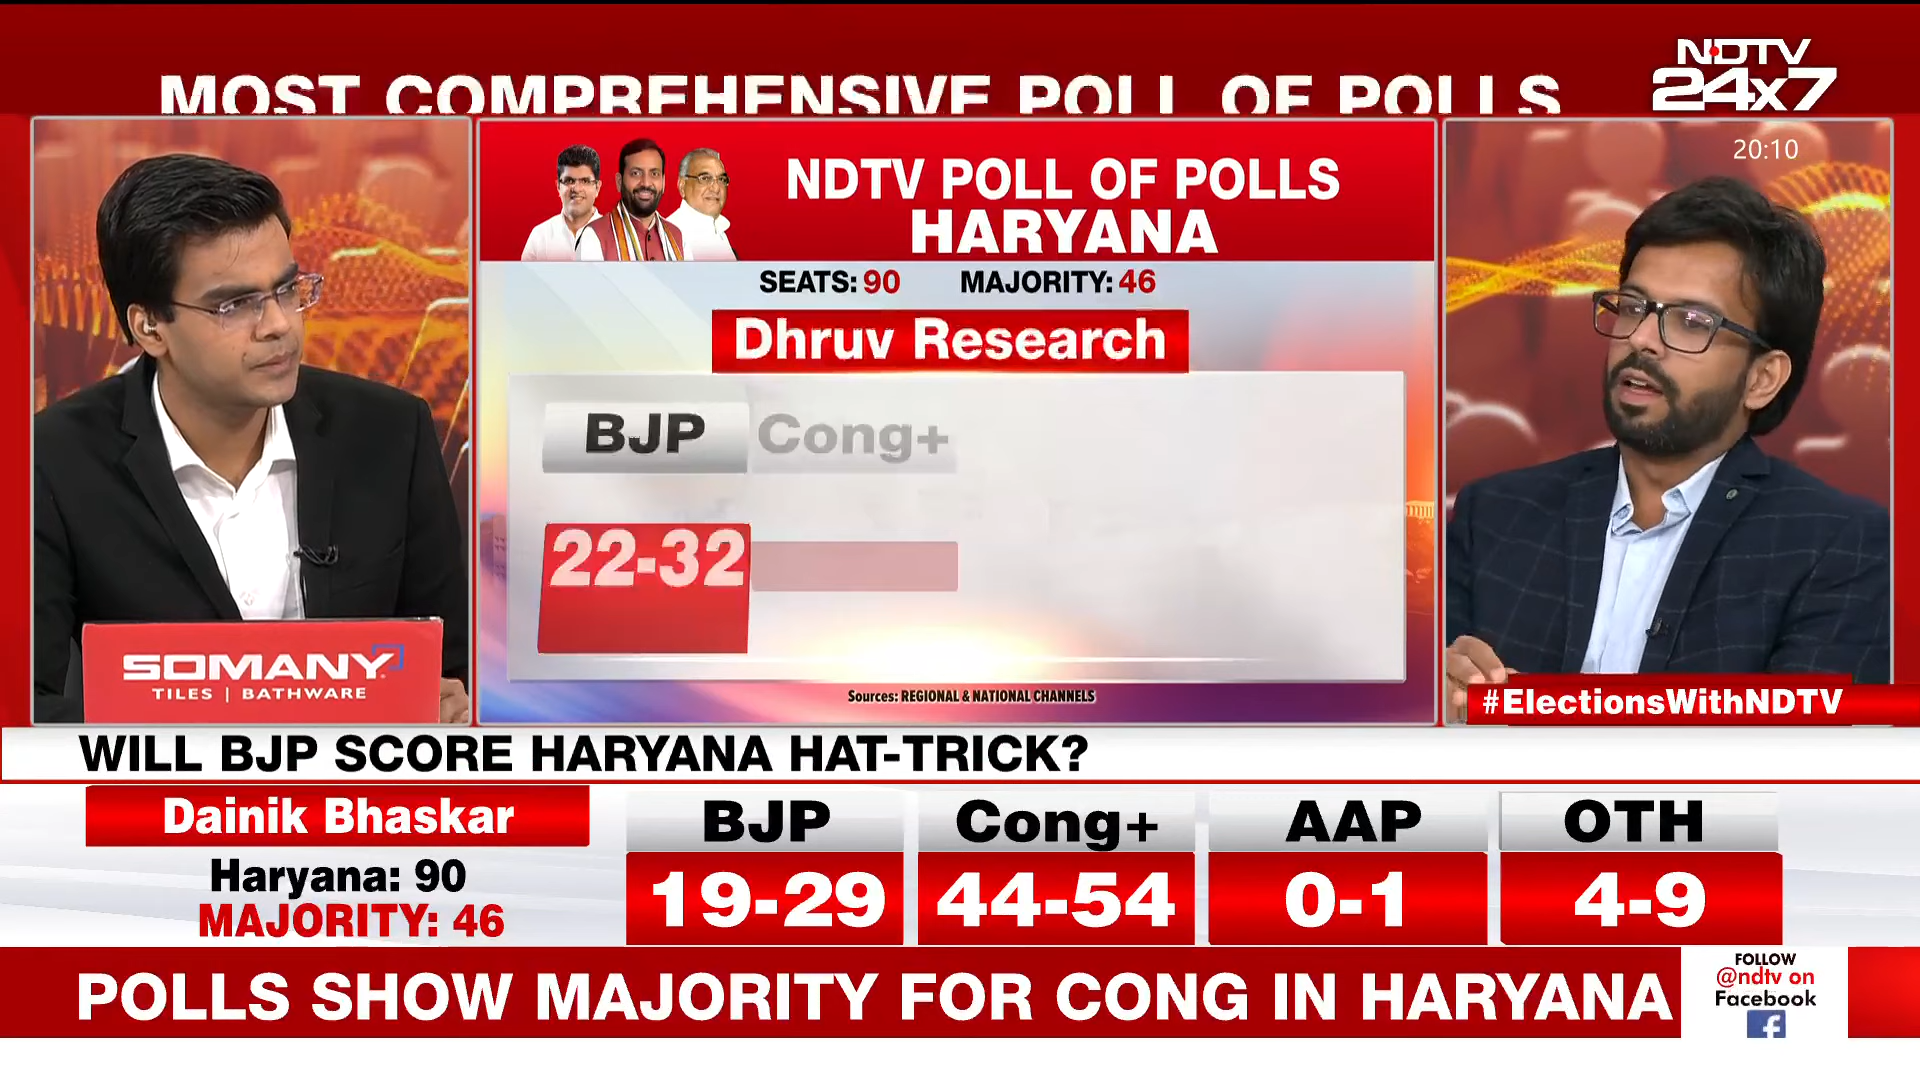 MOST COMPREHENSIVE POLL OF POLLS
NDTV
24x7
20:10
NDTV POLL OF POLLS
HARYANA
SEATS: 90 MAJORITY: 46
Dhruv Research
BJP Cong+
22-32
Sources: REGIONAL & NATIONAL CHANNELS
SOMANY
TILES | BATHWARE
#ElectionsWithNDTV
WILL BJP SCORE HARYANA HAT-TRICK?
Dainik Bhaskar
Haryana: 90
MAJORITY: 46
BJP Cong+ AAP OTH
19-29 44-54 0-1 4-9
POLLS SHOW MAJORITY FOR CONG IN HARYANA
FOLLOW
@ndtv on
Facebook
f